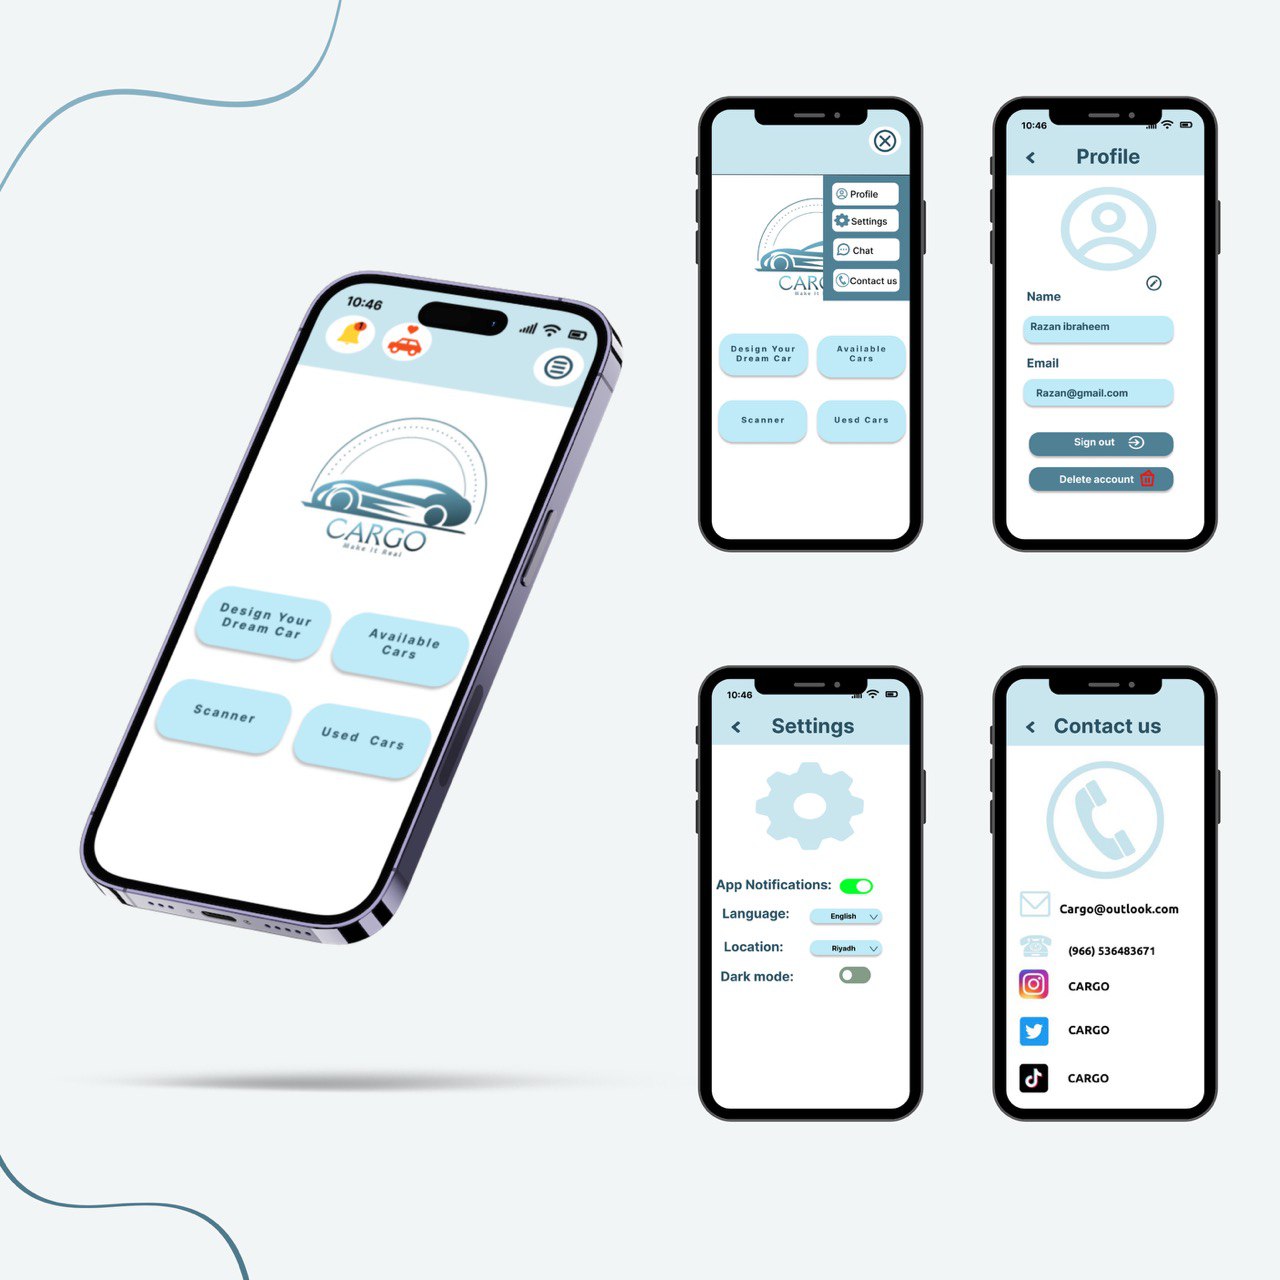 10:46
1
CARGO
Make It Real
Design Your
Dream Car
Available
Cars
Scanner
Used Cars
Profile
Settings
Chat
Contact us
CARG
Make It
Design Your
Dream Car
Available
Cars
Scanner
Uesd Cars
10:46
Profile
Name
Razan ibraheem
Email
Razan@gmail.com
Sign out
Delete account
10:46
Settings
App Notifications:
Language:
English
Location:
Riyadh
Dark mode:
Contact us
Cargo@outlook.com
(966) 536483671
CARGO
CARGO
CARGO